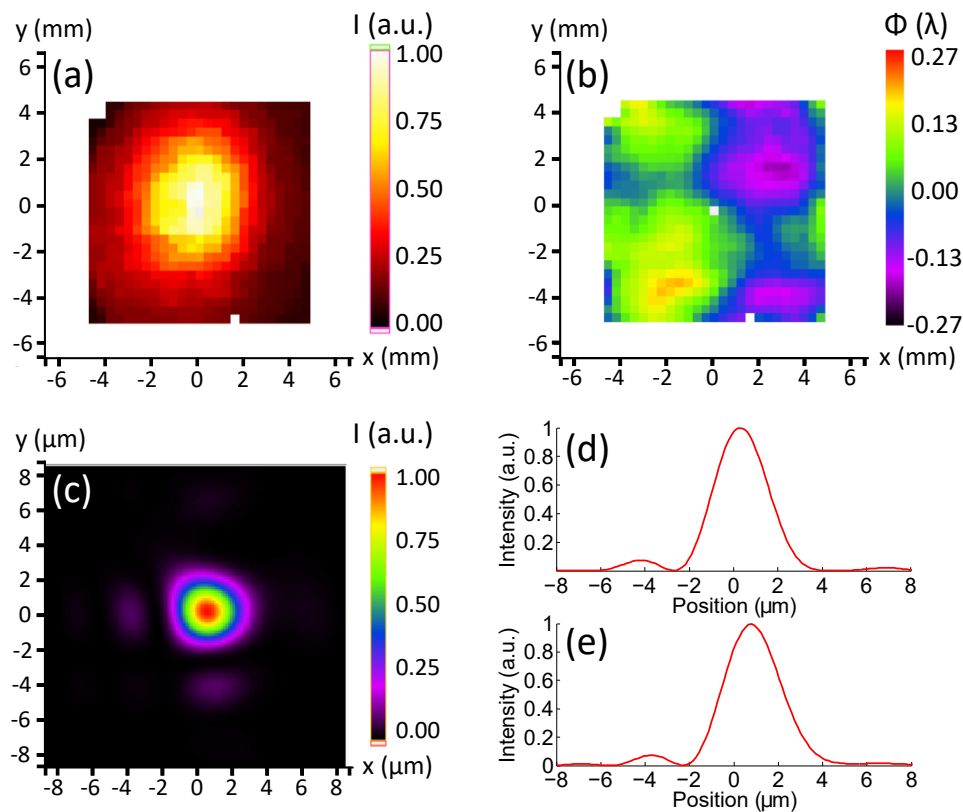 y (mm) I (a.u.)
(a)
6
4
2
0
-2
-4
-6
1.00
0.75
0.50
0.25
0.00
x (mm)
-6 -4 -2 0 2 4 6
y (mm) Φ (λ)
(b)
6
4
2
0
-2
-4
-6
0.27
0.13
0.00
-0.13
-0.27
x (mm)
-6 -4 -2 0 2 4 6
y (μm) I (a.u.)
(c)
8
6
4
2
0
-2
-4
-6
-8
1.00
0.75
0.50
0.25
0.00
x (μm)
-8 -6 -4 -2 0 2 4 6 8
(d)
Intensity (a.u.)
1
0.8
0.6
0.4
0.2
−8 −6 −4 −2 0 2 4 6 8
Position (μm)
(e)
Intensity (a.u.)
1
0.8
0.6
0.4
0.2
0
−8 −6 −4 −2 0 2 4 6 8
Position (μm)